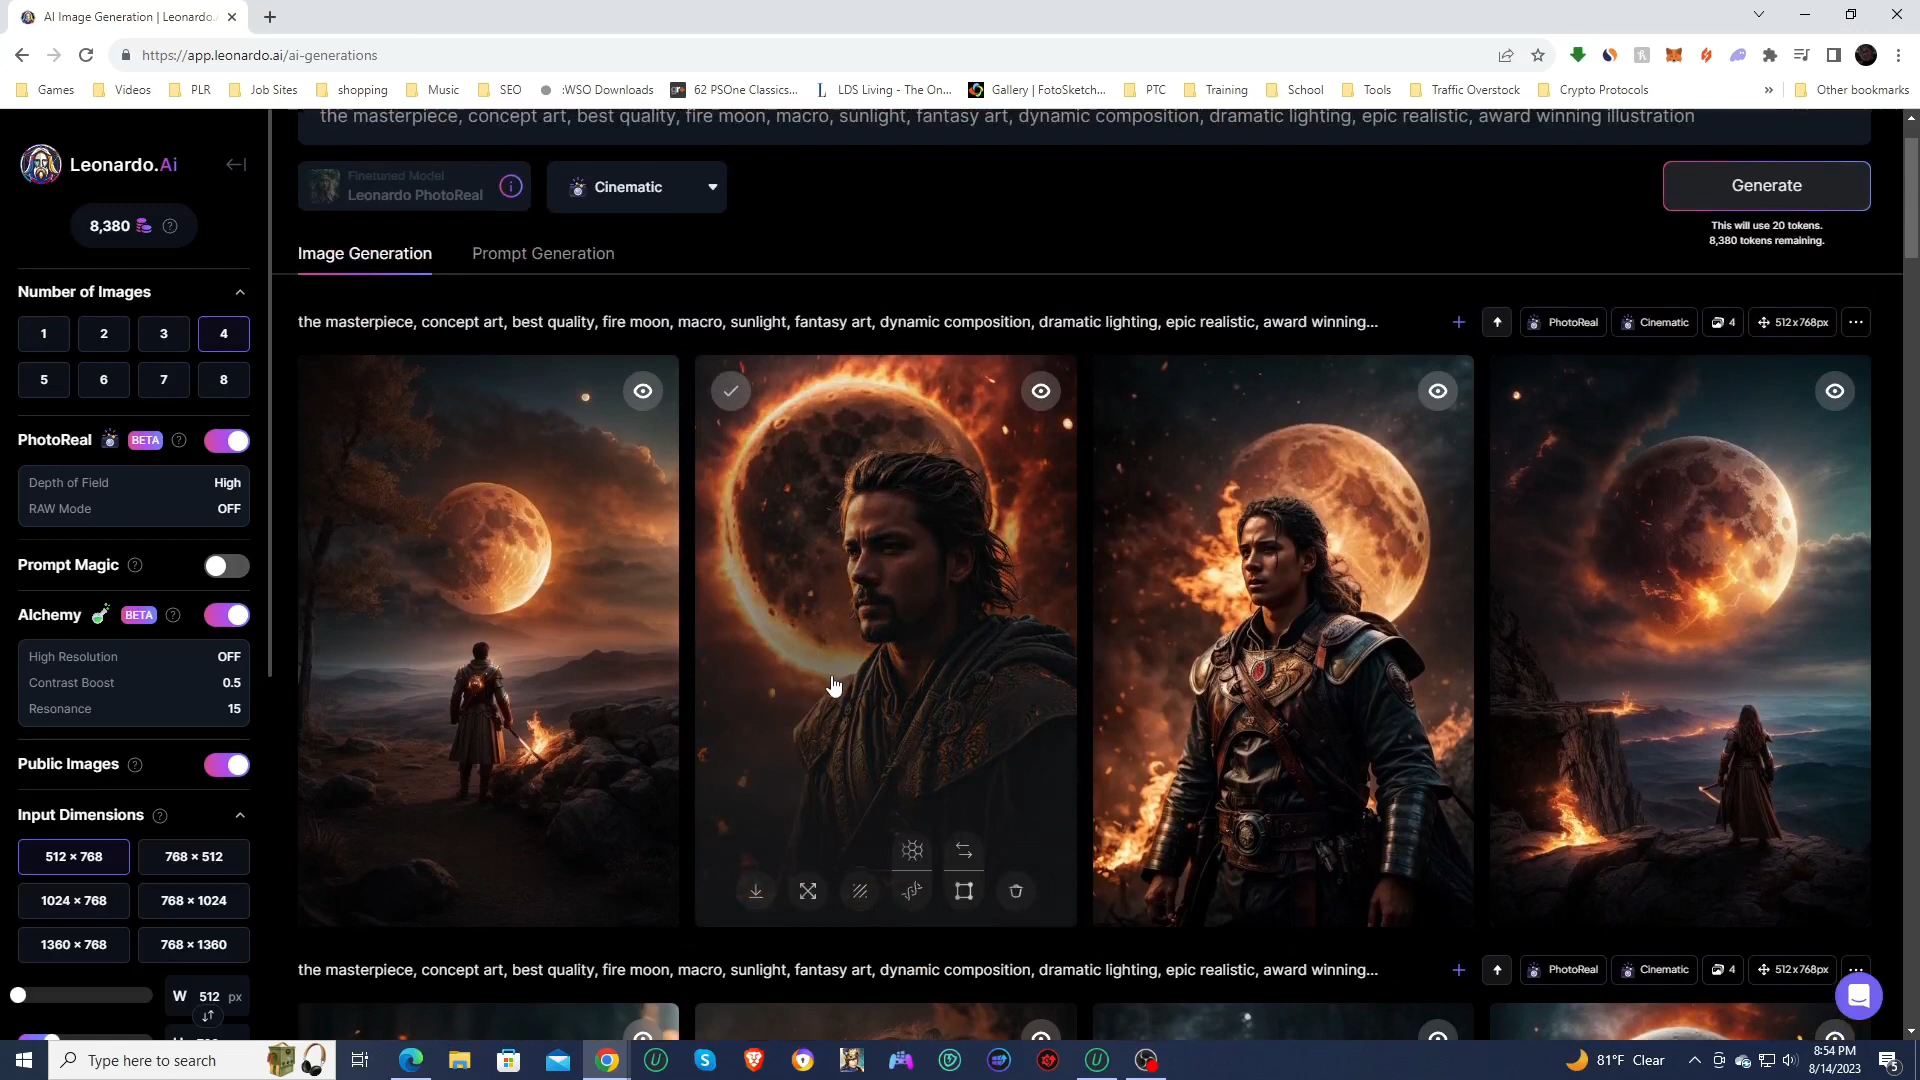 AI Image Generation | Leonardo.
https://app.leonardo.ai/ai-generations
Games
Videos
PLR
Job Sites
shopping
Music
SEO
:WSO Downloads
62 PSOne Classics...
LDS Living - The On...
Gallery | FotoSketch...
PTC
Training
School
Tools
Traffic Overstock
Crypto Protocols
»
Other bookmarks
the masterpiece, concept art, best quality, fire moon, macro, sunlight, fantasy art, dynamic composition, dramatic lighting, epic realistic, award winning illustration
Leonardo.Ai
8,380
Finetuned Model
Leonardo PhotoReal
Cinematic
Generate
This will use 20 tokens.
8,380 tokens remaining.
Image Generation
Prompt Generation
Number of Images
1 2 3 4
5 6 7 8
PhotoReal BETA
Depth of Field High
RAW Mode OFF
Prompt Magic
Alchemy BETA
High Resolution OFF
Contrast Boost 0.5
Resonance 15
Public Images
Input Dimensions
512 × 768
768 × 512
1024 × 768
768 × 1024
1360 × 768
768 × 1360
W 512 px
the masterpiece, concept art, best quality, fire moon, macro, sunlight, fantasy art, dynamic composition, dramatic lighting, epic realistic, award winning...
PhotoReal
Cinematic
4
512x768px
the masterpiece, concept art, best quality, fire moon, macro, sunlight, fantasy art, dynamic composition, dramatic lighting, epic realistic, award winning...
PhotoReal
Cinematic
4
512x768px
Type here to search
81°F Clear
8:54 PM
8/14/2023
5